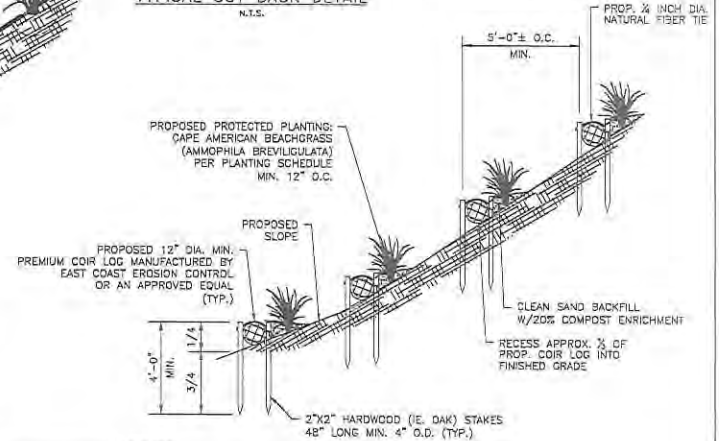 TYPICAL CUT BACK DETAIL
N.T.S.
PROP. ¼ INCH DIA.
NATURAL FIBER TIE
5'-0"± O.C.
MIN.
PROPOSED PROTECTED PLANTING:
CAPE AMERICAN BEACHGRASS
(AMMOPHILA BREVILIGULATA)
PER PLANTING SCHEDULE
MIN. 12" O.C.
PROPOSED
SLOPE
PROPOSED 12" DIA. MIN.
PREMIUM COIR LOG MANUFACTURED BY
EAST COAST EROSION CONTROL
OR AN APPROVED EQUAL
(TYP.)
CLEAN SAND BACKFILL
W/20% COMPOST ENRICHMENT
RECESS APPROX. OF
PROP. COIR LOG INTO
FINISHED GRADE
4'-0"
MIN.
1/4
3/4
2"X2" HARDWOOD (IE. OAK) STAKES
48" LONG MIN. 4" O.D. (TYP.)